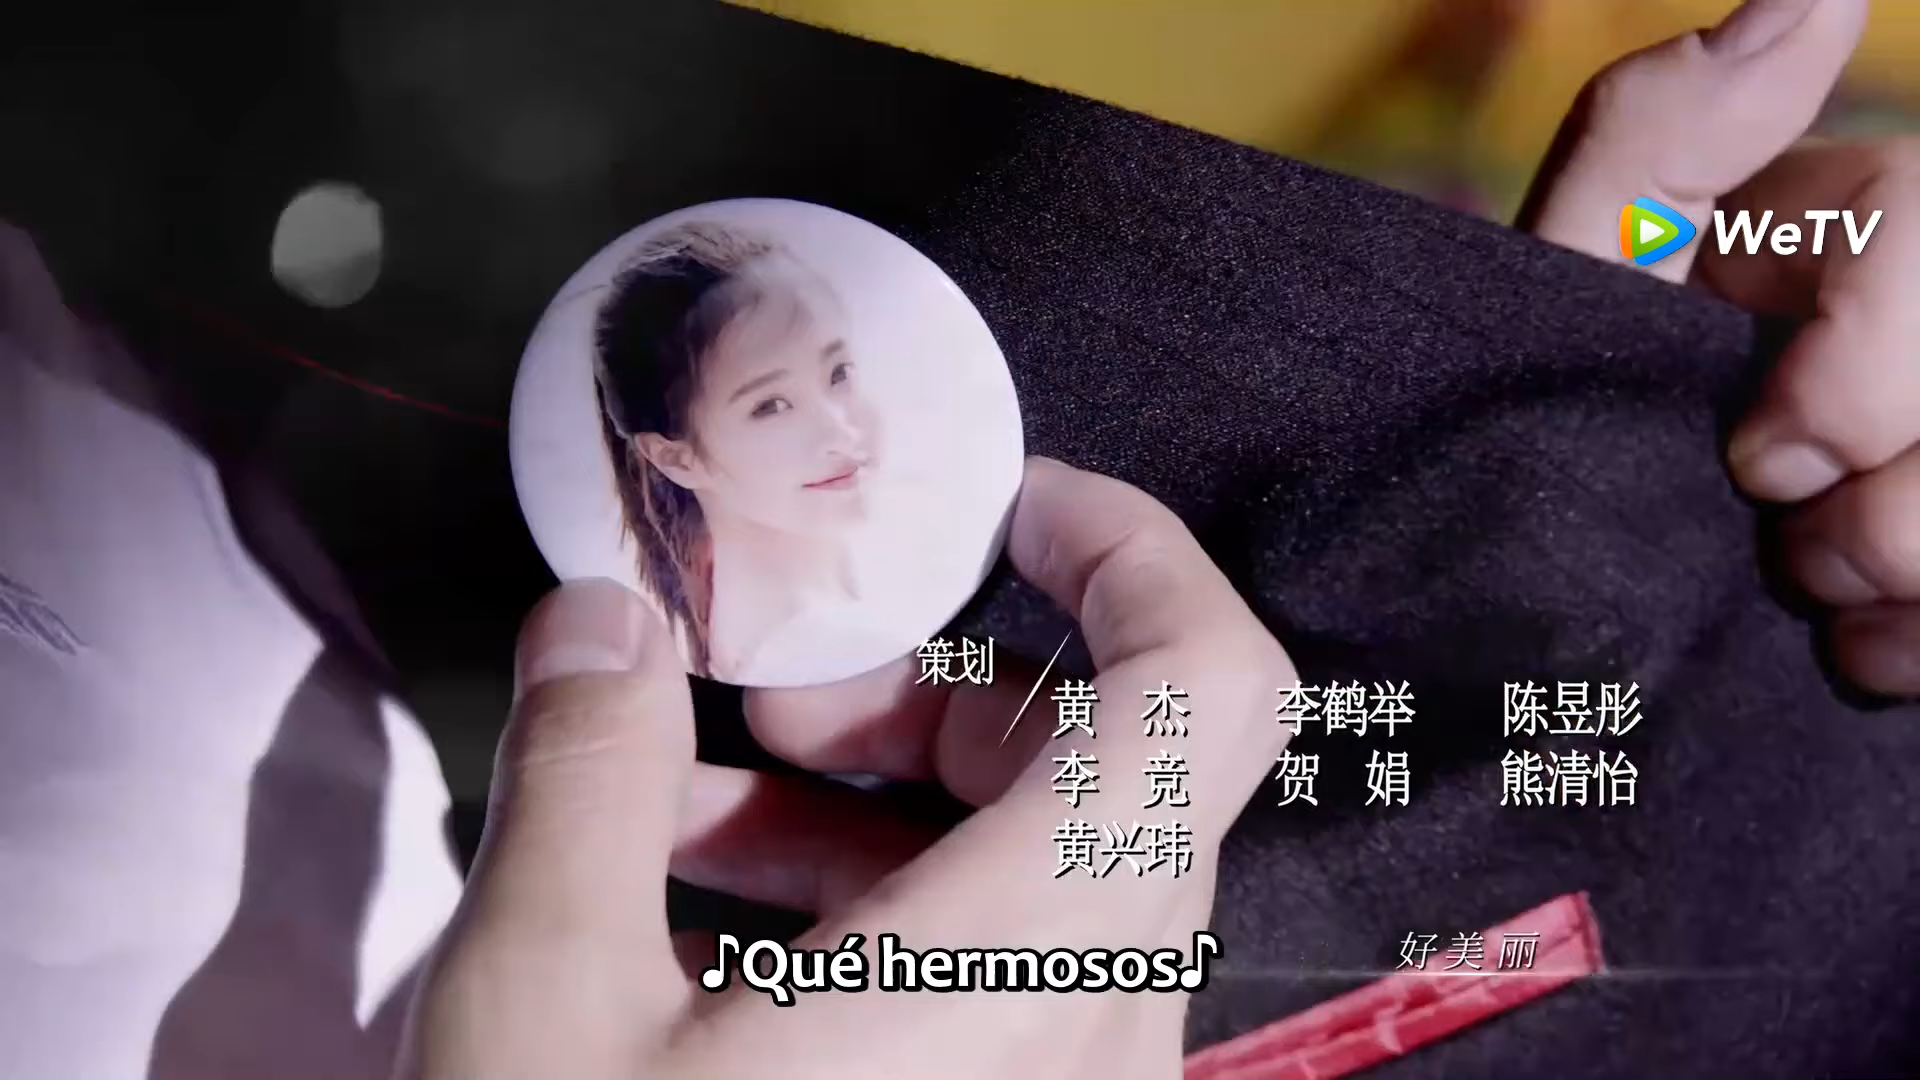 WeTV
策划
黄 杰 李鹤举 陈昱彤
李 竞 贺 娟 熊清怡
黄兴玮
好美丽
♪Qué hermosos♪